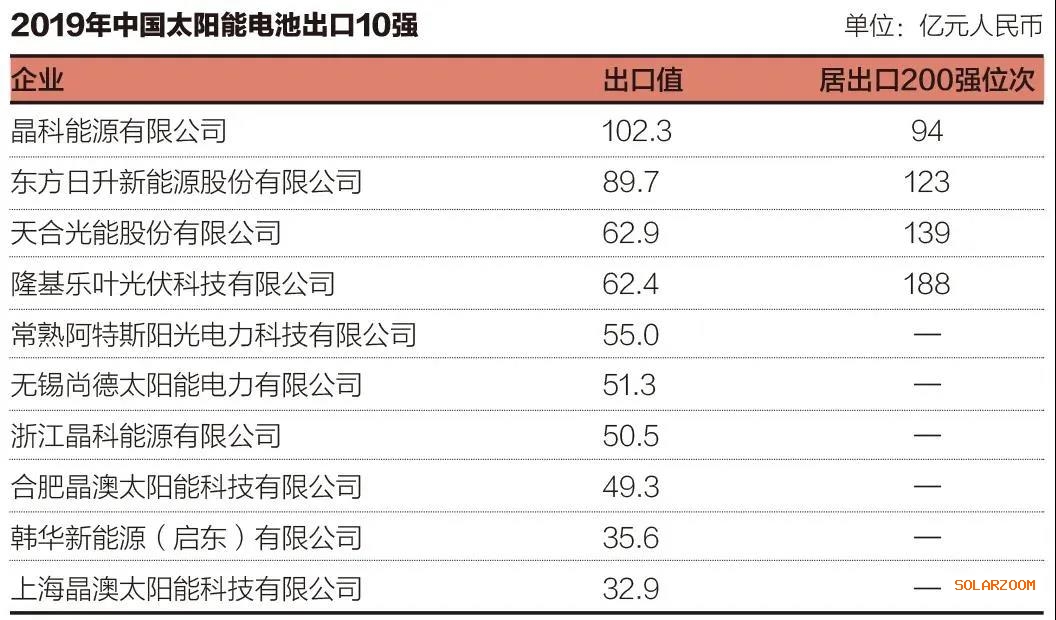 2019年中国太阳能电池出口10强 单位：亿元人民币
企业 出口值 居出口200强位次
晶科能源有限公司 102.3 94
东方日升新能源股份有限公司 89.7 123
天合光能股份有限公司 62.9 139
隆基乐叶光伏科技有限公司 62.4 188
常熟阿特斯阳光电力科技有限公司 55.0 —
无锡尚德太阳能电力有限公司 51.3 —
浙江晶科能源有限公司 50.5 —
合肥晶澳太阳能科技有限公司 49.3 —
韩华新能源（启东）有限公司 35.6 —
上海晶澳太阳能科技有限公司 32.9 — SOLARZOOM